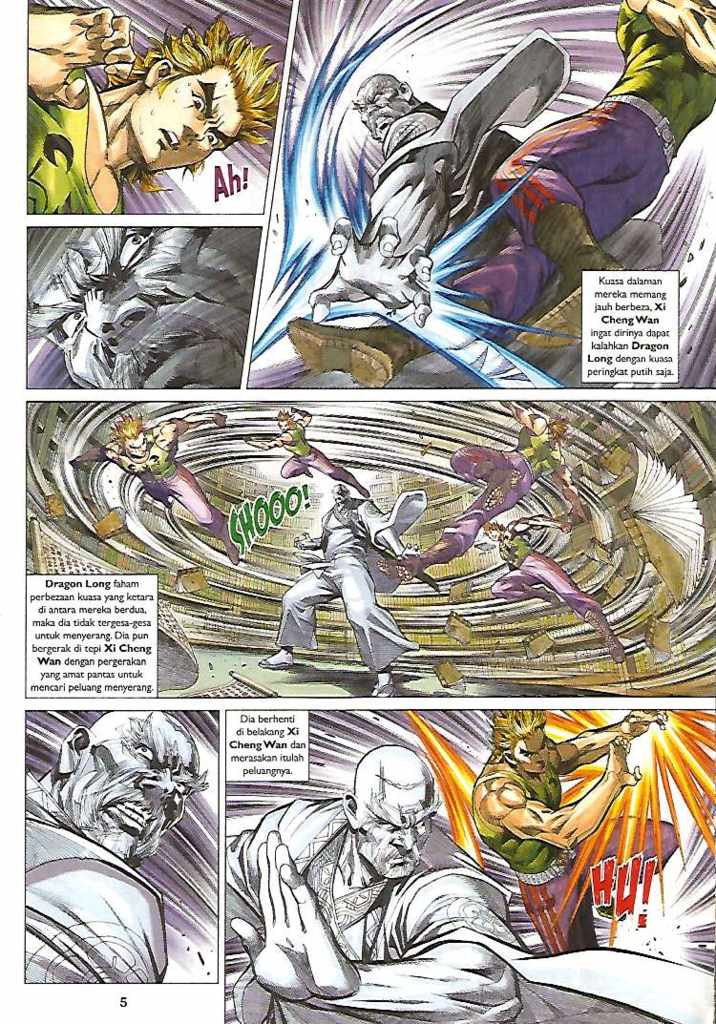 Ah!
Kuasa dalaman
mereka memang
jauh berbeza, Xi
Cheng Wan
ingat dirinya dapat
kalahkan Dragon
Long dengan kuasa
peringkat putih saja.
SHOOO!
Dragon Long faham
perbezaan kuasa yang ketara
di antara mereka berdua,
maka dia tidak tergesa-gesa
untuk menyerang. Dia pun
bergerak di tepi Xi Cheng
Wan dengan pergerakan
yang amat pantas untuk
mencari peluang menyerang.
Dia berhenti
di belakang Xi
Cheng Wan dan
merasakan itulah
peluangnya.
HU!
5